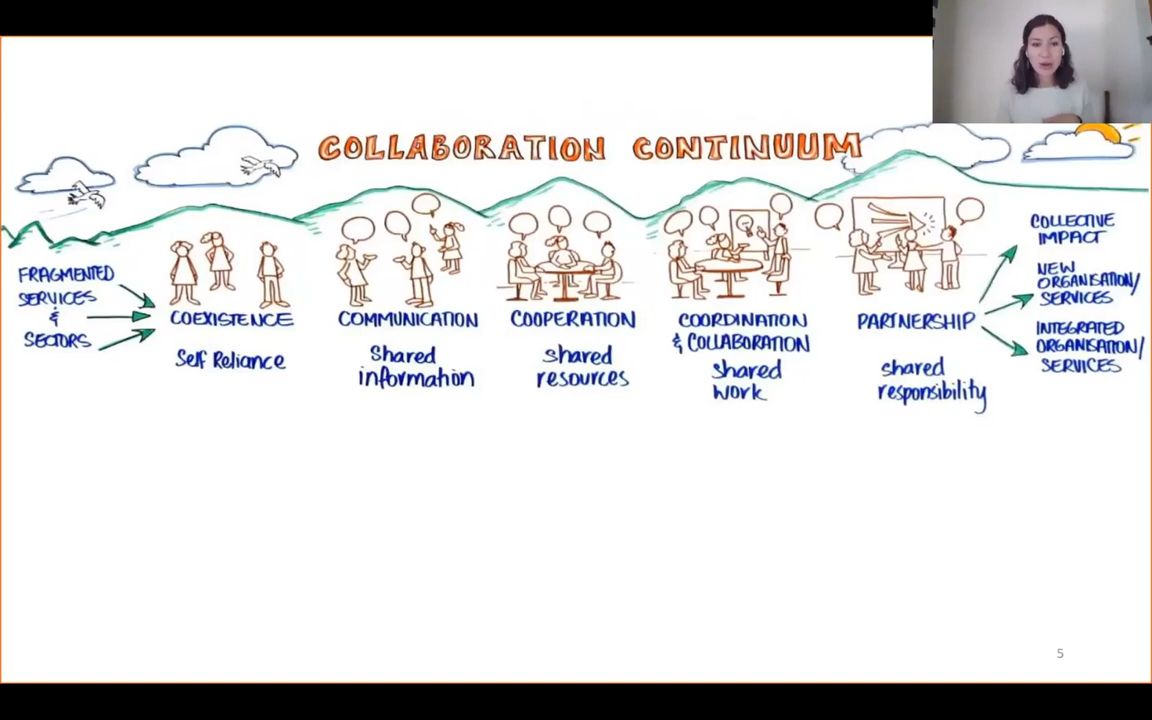 COLLABORATION CONTINUUM
FRAGMENTED
SERVICES
&
SECTORS
COEXISTENCE
Self Reliance
COMMUNICATION
Shared
information
COOPERATION
shared
resources
COORDINATION
& COLLABORATION
shared
work
PARTNERSHIP
shared
responsibility
COLLECTIVE
IMPACT
NEW
ORGANISATION/
SERVICES
INTEGRATED
ORGANISATION/
SERVICES
5